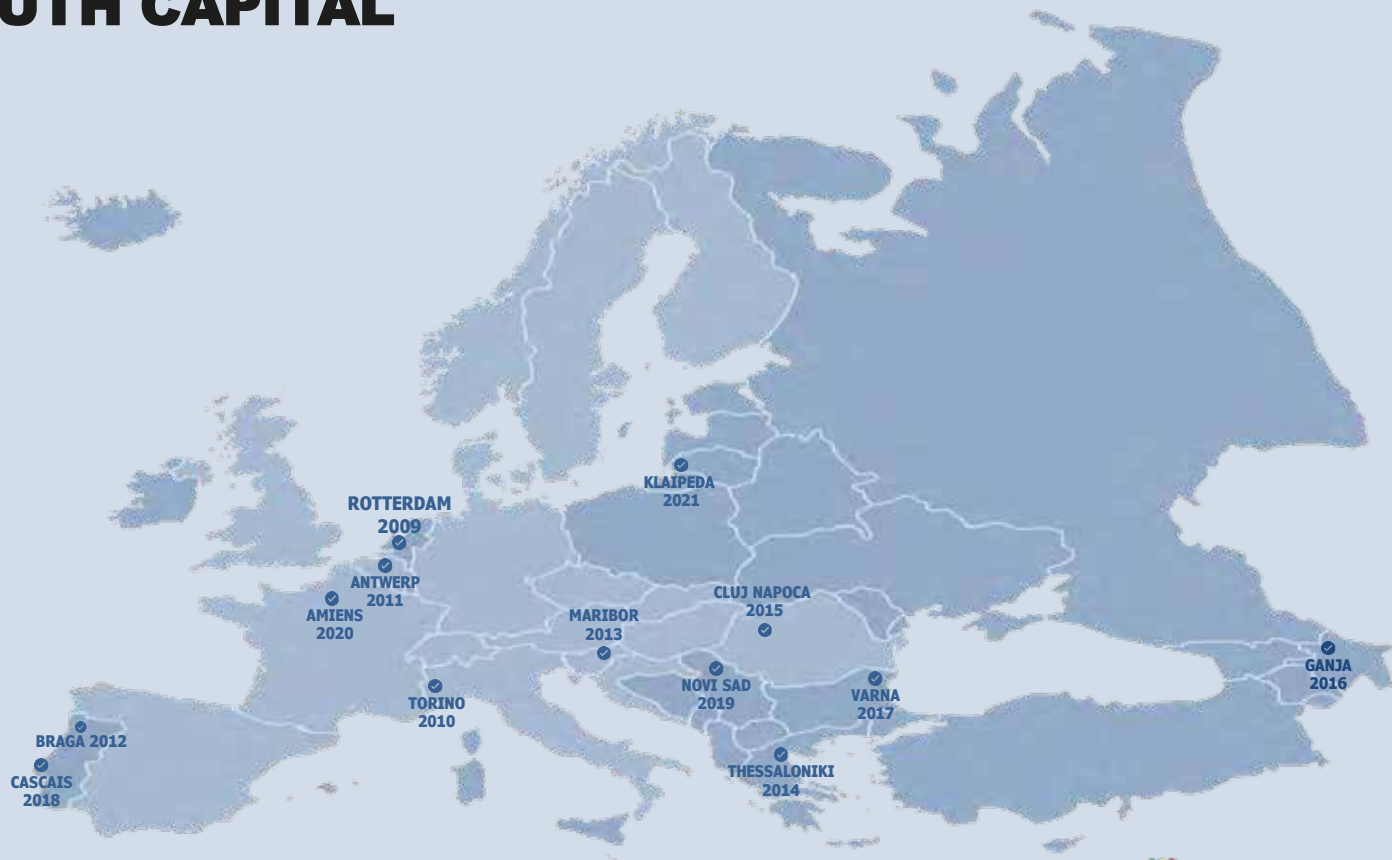 UTH CAPITAL
KLAIPEDA
2021
ROTTERDAM
2009
ANTWERP
2011
AMIENS
2020
CLUJ NAPOCA
2015
MARIBOR
2013
GANJA
2016
NOVI SAD
2019
VARNA
2017
TORINO
2010
BRAGA 2012
CASCAIS
2018
THESSALONIKI
2014